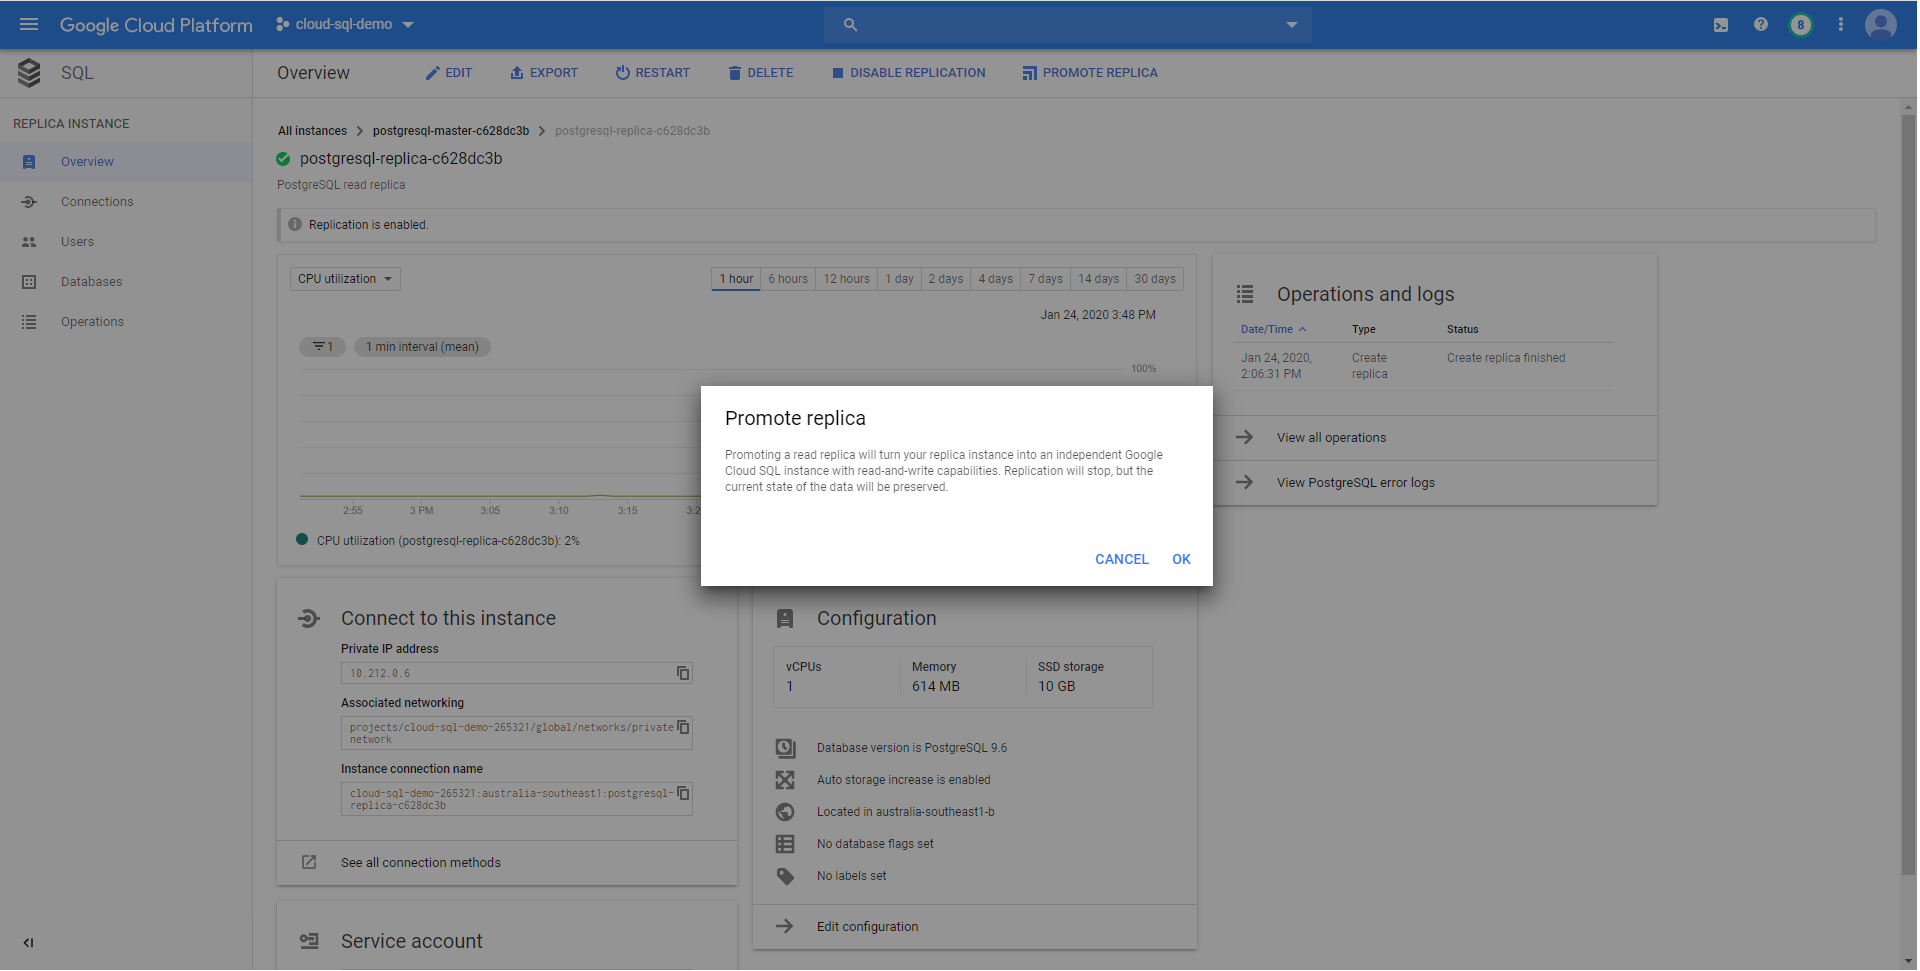 Google Cloud Platform
cloud-sql-demo
8
SQL
Overview
EDIT
EXPORT
RESTART
DELETE
DISABLE REPLICATION
PROMOTE REPLICA
REPLICA INSTANCE
Overview
Connections
Users
Databases
Operations
All instances
postgresql-master-c628dc3b
postgresql-replica-c628dc3b
postgresql-replica-c628dc3b
PostgreSQL read replica
Replication is enabled.
CPU utilization
1 hour
6 hours
12 hours
1 day
2 days
4 days
7 days
14 days
30 days
Jan 24, 2020 3:48 PM
1
1 min interval (mean)
100%
2:55
3 PM
3:05
3:10
3:15
CPU utilization (postgresql-replica-c628dc3b): 2%
Operations and logs
Date/Time
Type
Status
Jan 24, 2020,
2:06:31 PM
Create
replica
Create replica finished
View all operations
View PostgreSQL error logs
Promote replica
Promoting a read replica will turn your replica instance into an independent Google
Cloud SQL instance with read-and-write capabilities. Replication will stop, but the
current state of the data will be preserved.
CANCEL
OK
Connect to this instance
Private IP address
10.212.0.6
Associated networking
projects/cloud-sql-demo-265321/global/networks/private
network
Instance connection name
cloud-sql-demo-265321:australia-southeast1:postgresql-
replica-c628dc3b
See all connection methods
Service account
Configuration
vCPUs
1
Memory
614 MB
SSD storage
10 GB
Database version is PostgreSQL 9.6
Auto storage increase is enabled
Located in australia-southeast1-b
No database flags set
No labels set
Edit configuration